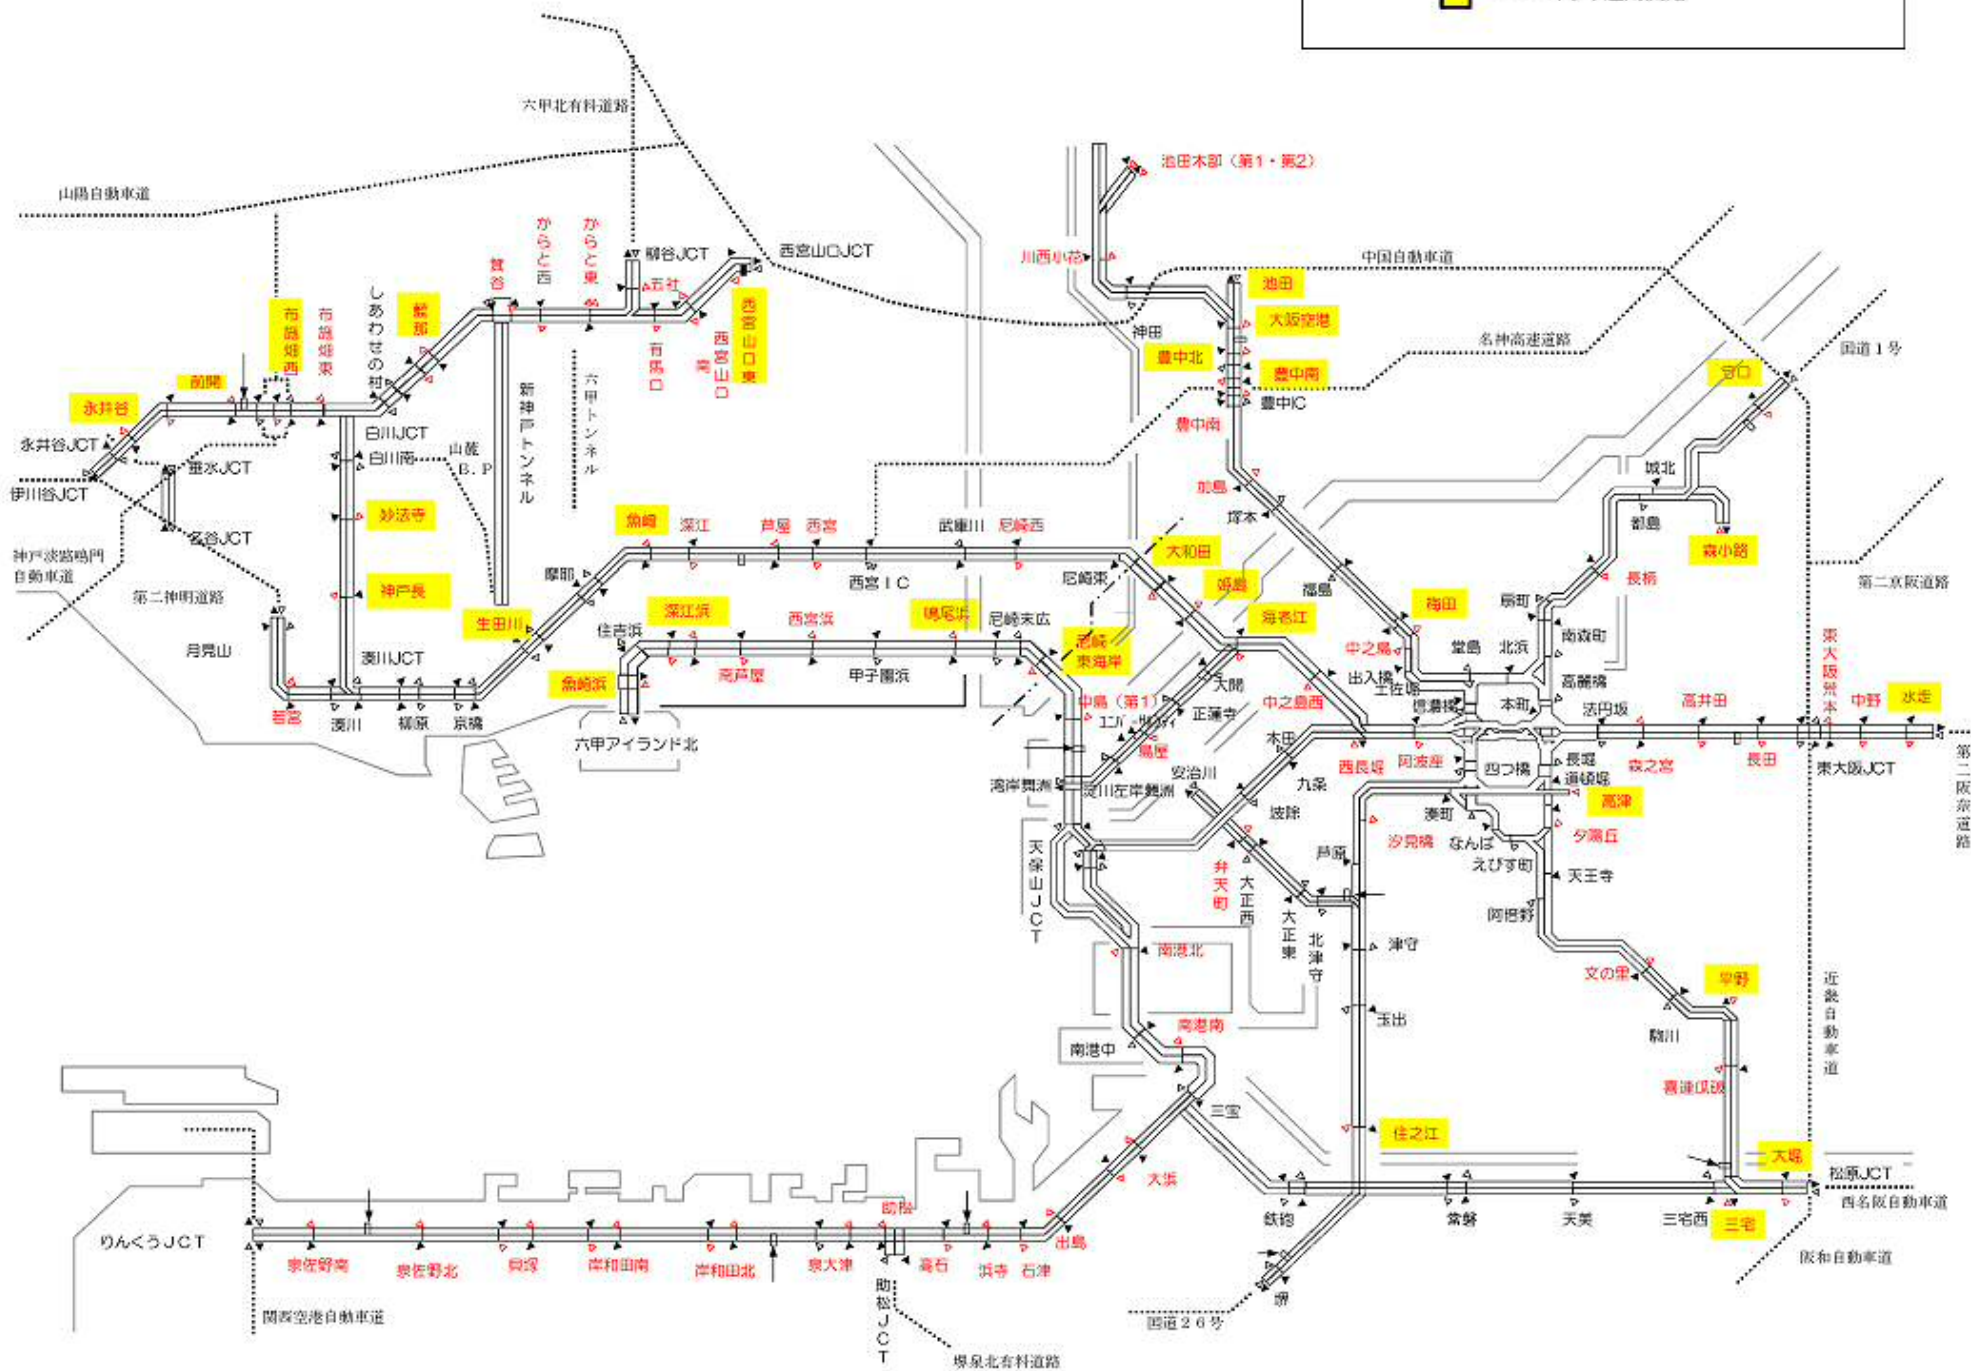 六甲北有料道路
山陽自動車道
池田本部（第1・第2）
からと西
からと東
柳谷JCT
西宮山口JCT
川西小花
中国自動車道
箕谷
五社
池田
しあわせの村
布施畑西
布施畑東
藍那
有馬口
西宮山口南
西宮山口東
神田
大阪空港
名神高速道路
国道１号
豊中北
豊中南
守口
前開
新神戸トンネル
六甲トンネル
豊中IC
永井谷
豊中南
永井谷JCT
白川JCT
山麓
B.P
白川南
垂水JCT
城北
伊川谷JCT
加島
妙法寺
魚崎
深江
芦屋
西宮
武庫川
尼崎西
塚本
都島
名谷JCT
大和田
森小路
神戸淡路鳴門
自動車道
摩耶
西宮ＩＣ
尼崎東
長柄
第二京阪道路
第二神明道路
神戸長田
姫島
福島
梅田
扇町
生田川
住吉浜
深江浜
西宮浜
鳴尾浜
尼崎末広
海老江
南森町
月見山
湊川JCT
尼崎
東海岸
中之島
堂島
北浜
東大阪荒本
魚崎浜
南芦屋
甲子園浜
大開
出入橋
土佐堀
高麗橋
中島（第1）
正蓮寺
中之島西
信濃橋
本町
法円坂
高井田
中野
水走
若宮
湊川
柳原
京橋
六甲アイランド北
島屋
本田
西長堀
阿波座
四つ橋
長堀
森之宮
長田
東大阪JCT
第二阪奈道路
湾岸舞洲
淀川左岸舞洲
安治川
九条
道頓堀
波除
湊町
高津
天保山JCT
芦原
汐見橋
なんば
夕陽丘
えびす町
弁天町
大正西
天王寺
大正東
北津守
阿倍野
津守
南港北
文の里
平野
近畿自動車道
南港南
玉出
駒川
南港中
喜連瓜破
三宝
住之江
大堀
大浜
松原JCT
西名阪自動車道
助松
鉄砲
常磐
天美
三宅西
三宅
りんくうJCT
泉佐野南
泉佐野北
貝塚
岸和田南
岸和田北
泉大津
高石
浜寺
石津
出島
阪和自動車道
堺
助松JCT
関西空港自動車道
国道２６号
堺泉北有料道路